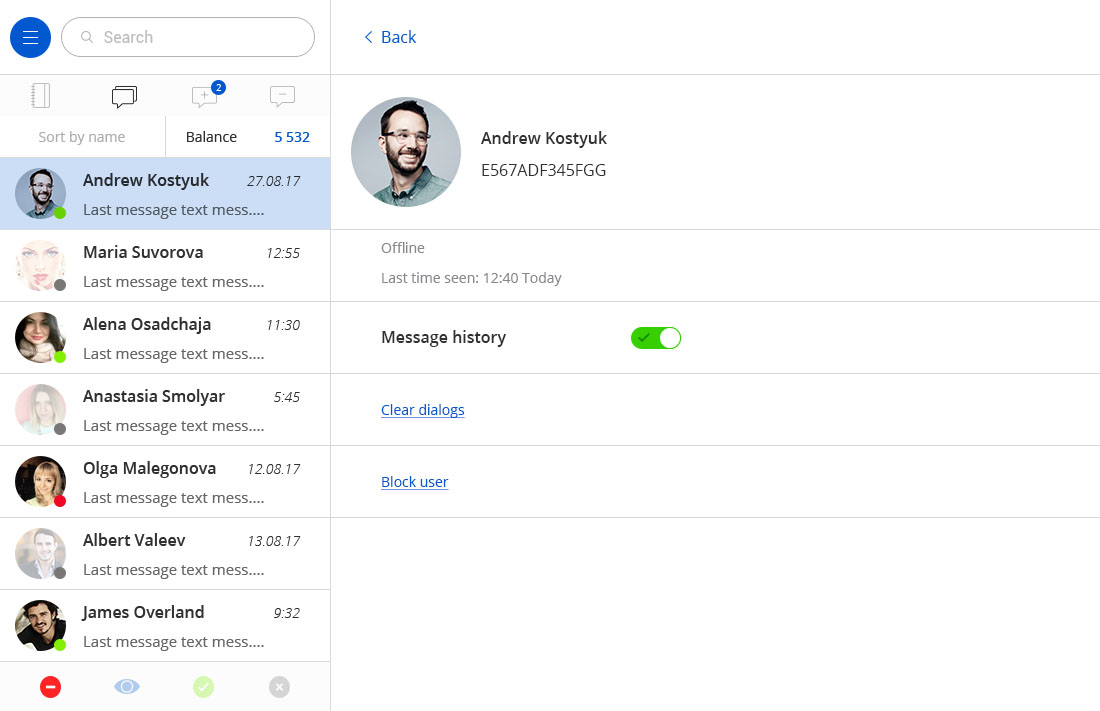 Search
2
Sort by name
Balance
5 532
Andrew Kostyuk
27.08.17
Last message text mess....
Maria Suvorova
12:55
Last message text mess....
Alena Osadchaja
11:30
Last message text mess....
Anastasia Smolyar
5:45
Last message text mess....
Olga Malegonova
12.08.17
Last message text mess....
Albert Valeev
13.08.17
Last message text mess....
James Overland
9:32
Last message text mess....
Back
Andrew Kostyuk
E567ADF345FGG
Offline
Last time seen: 12:40 Today
Message history
Clear dialogs
Block user